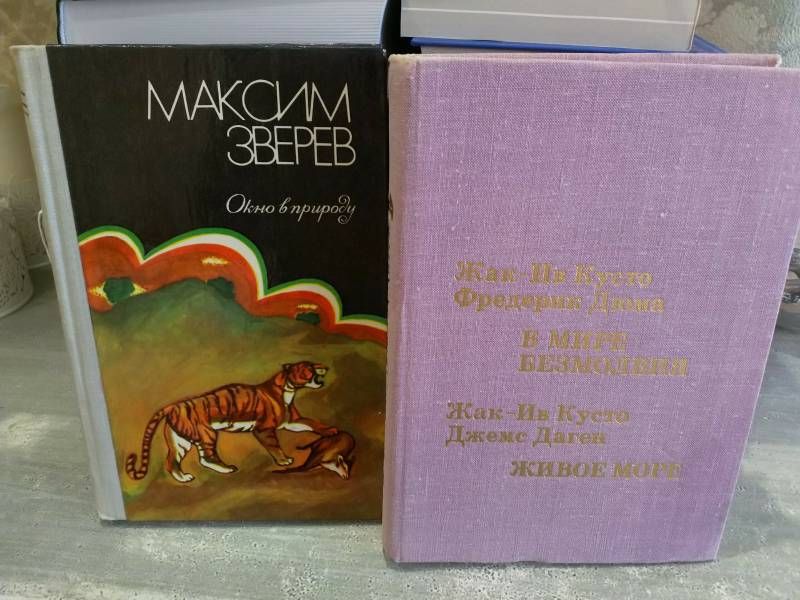 МАКСИМ
ЗВЕРЕВ
Окно в природу
Жак-Ив Кусто
Фредерик Дюма
В МИРЕ
БЕЗМОЛВИЯ
Жак-Ив Кусто
Джемс Даген
ЖИВОЕ МОРЕ